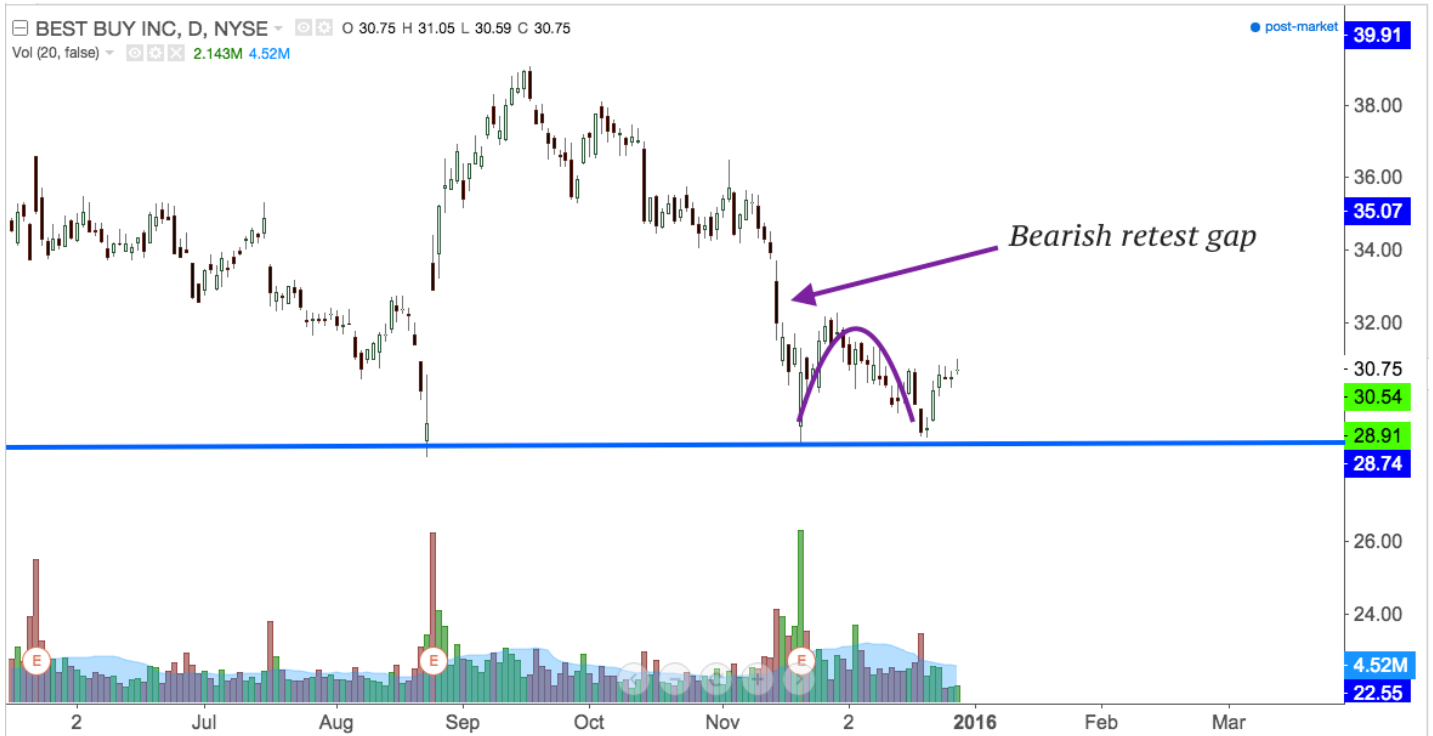 BEST BUY INC, D, NYSE O 30.75 H 31.05 L 30.59 C 30.75
Vol (20, false) 2.143M 4.52M
post-market
39.91
38.00
36.00
35.07
34.00
32.00
30.75
30.54
28.91
28.74
26.00
24.00
4.52M
22.55
Bearish retest gap
E E E
2 Jul Aug Sep Oct Nov 2 2016 Feb Mar